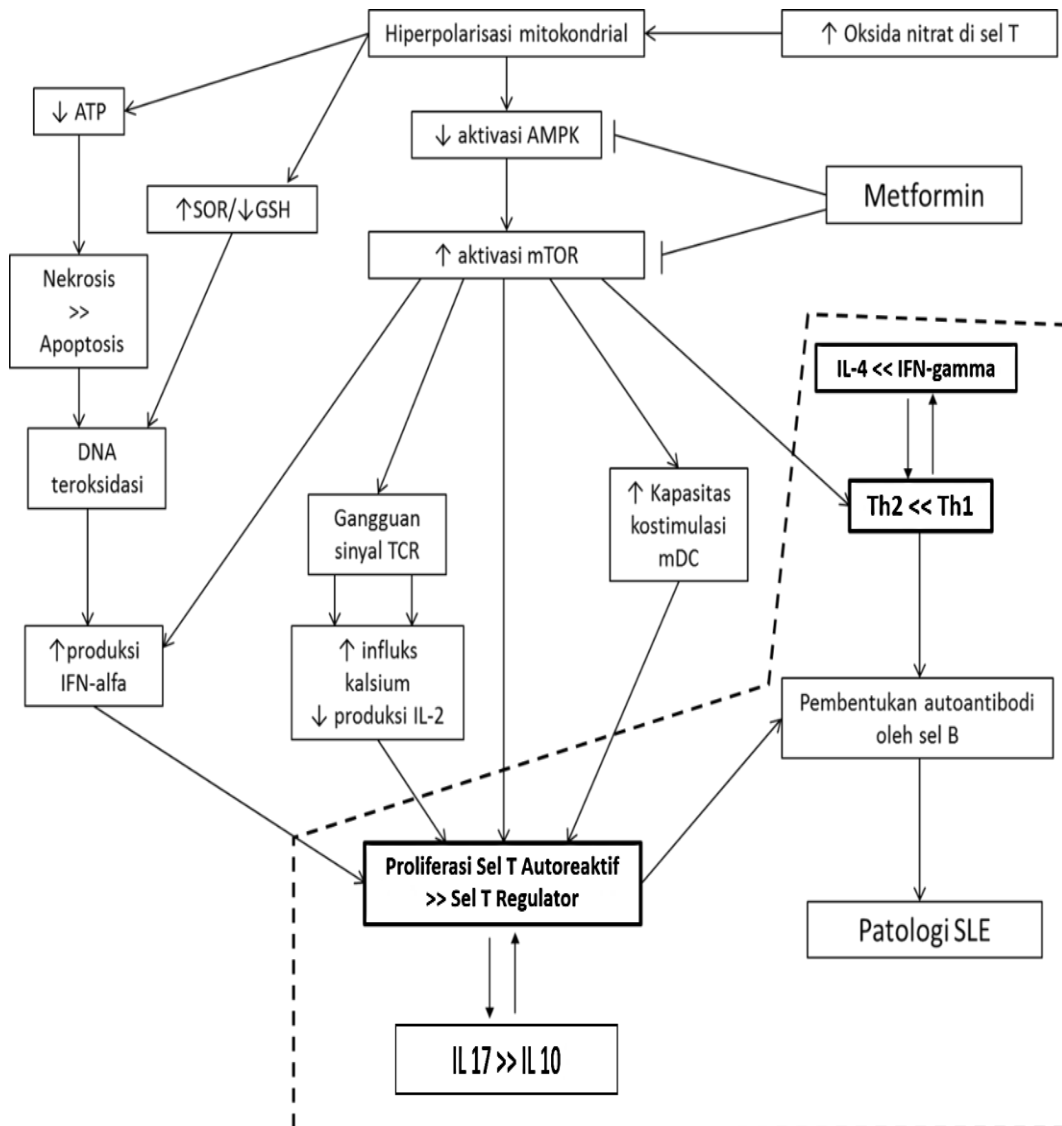 Hiperpolarisasi mitokondrial
↑ Oksida nitrat di sel T
↓ ATP
↓ aktivasi AMPK
Metformin
↑SOR/↓GSH
↑ aktivasi mTOR
Nekrosis
>>
Apoptosis
IL-4 << IFN-gamma
DNA
teroksidasi
Gangguan
sinyal TCR
↑ Kapasitas
kostimulasi
mDC
Th2 << Th1
↑produksi
IFN-alfa
↑ influks
kalsium
↓ produksi IL-2
Pembentukan autoantibodi
oleh sel B
Proliferasi Sel T Autoreaktif
>> Sel T Regulator
Patologi SLE
IL 17 >> IL 10